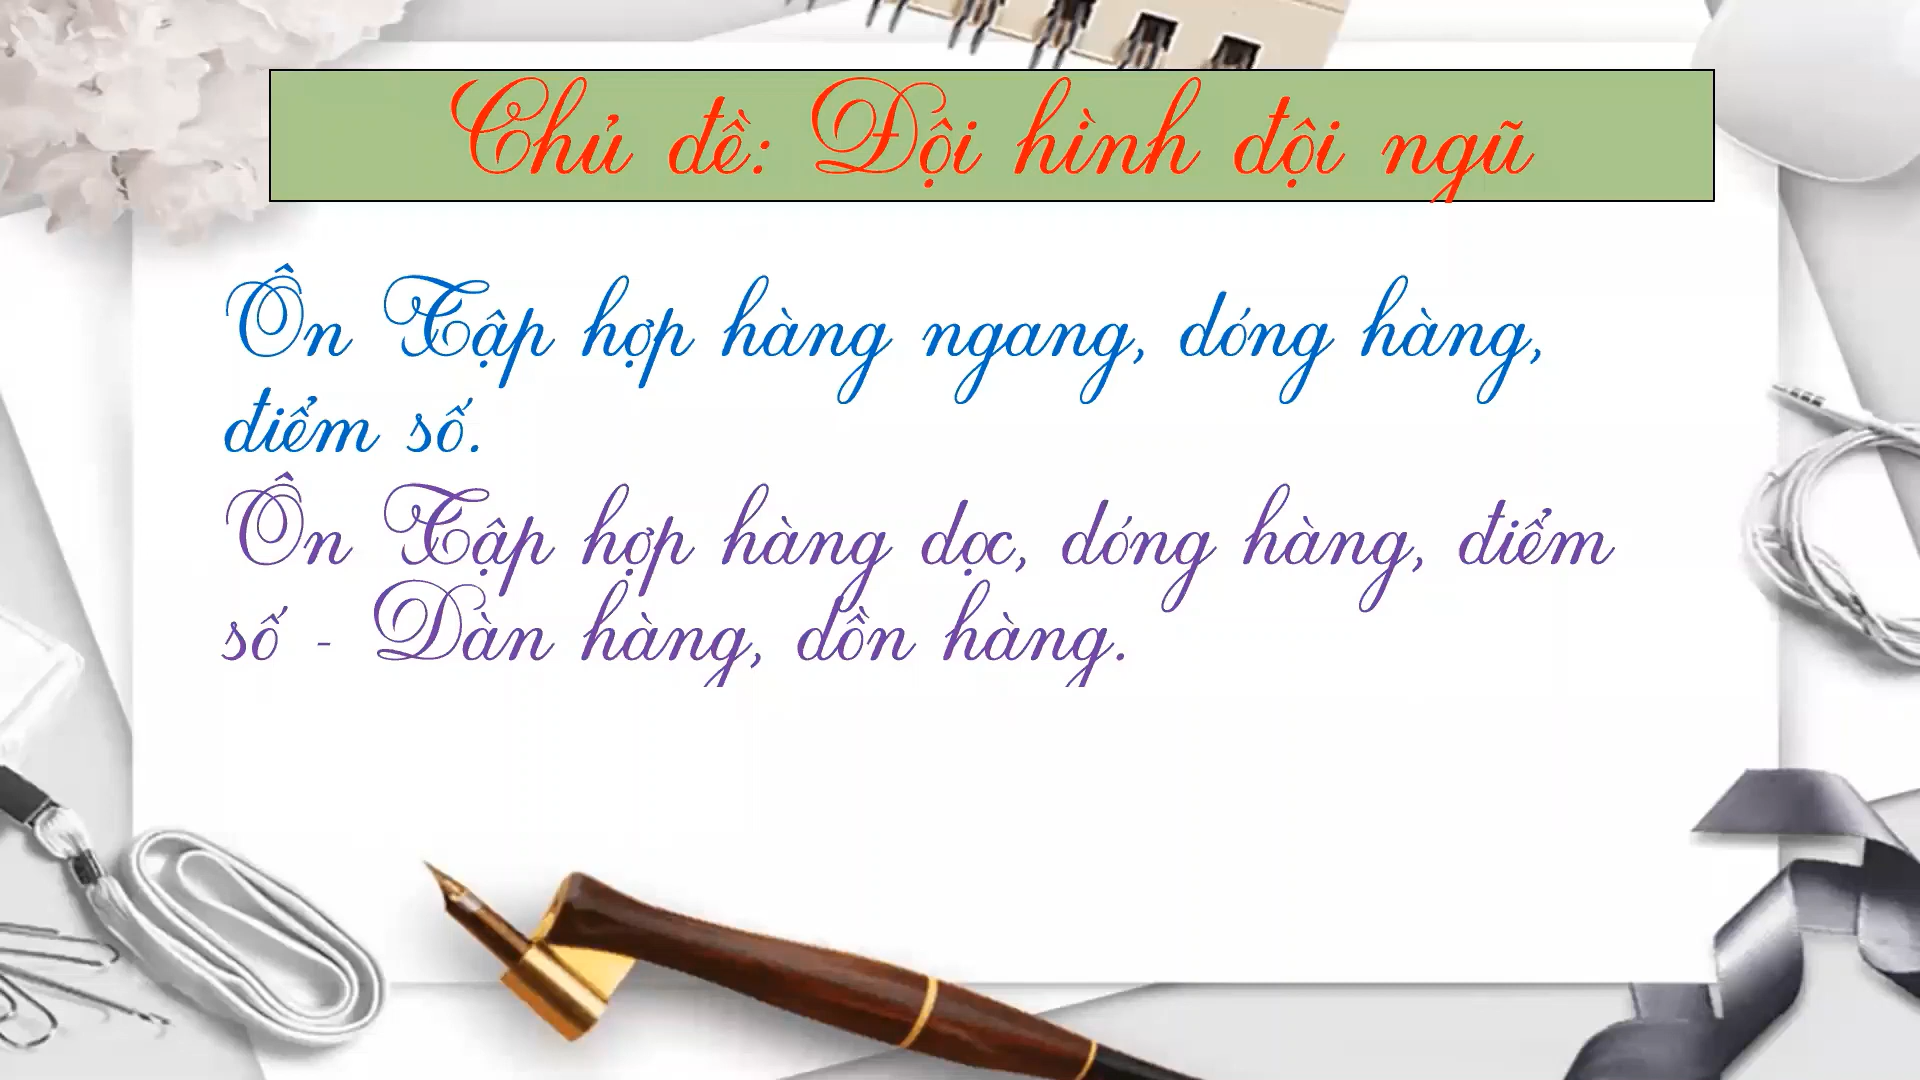 Chủ đề: Đội hình đội ngũ
Ôn Tập hợp hàng ngang, dóng hàng,
điểm số.
Ôn Tập hợp hàng dọc, dóng hàng, điểm
số - Dàn hàng, dồn hàng.